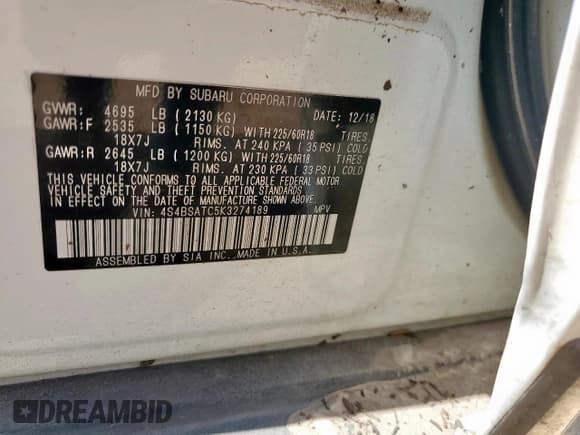 MFD BY SUBARU CORPORATION
GVWR: 4695 LB (2130 KG) DATE: 12/18
GAWR:F 2535 LB (1150 KG) WITH 225/60R18 TIRES
18X7J RIMS. AT 240 KPA (35 PSI) COLD
GAWR:R 2645 LB (1200 KG) WITH 225/60R18 TIRES
18X7J RIMS. AT 230 KPA (33 PSI) COLD
THIS VEHICLE CONFORMS TO ALL APPLICABLE FEDERAL MOTOR
VEHICLE SAFETY AND THEFT PREVENTION STANDARDS
IN EFFECT ON THE DATE OF MANUFACTURE SHOWN ABOVE.
VIN: 4S4BSATC5K3274189 MPV
ASSEMBLED BY SIA INC.,MADE IN U.S.A.
DREAMBID